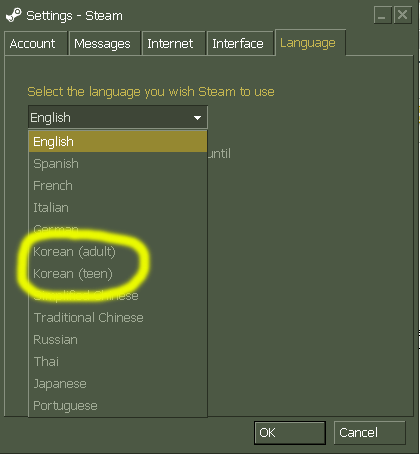 Settings - Steam
Account Messages Internet Interface Language
Select the language you wish Steam to use
English
English
until
Spanish
French
Italian
German
Korean (adult)
Korean (teen)
Simplified Chinese
Traditional Chinese
Russian
Thai
Japanese
Portuguese
OK Cancel